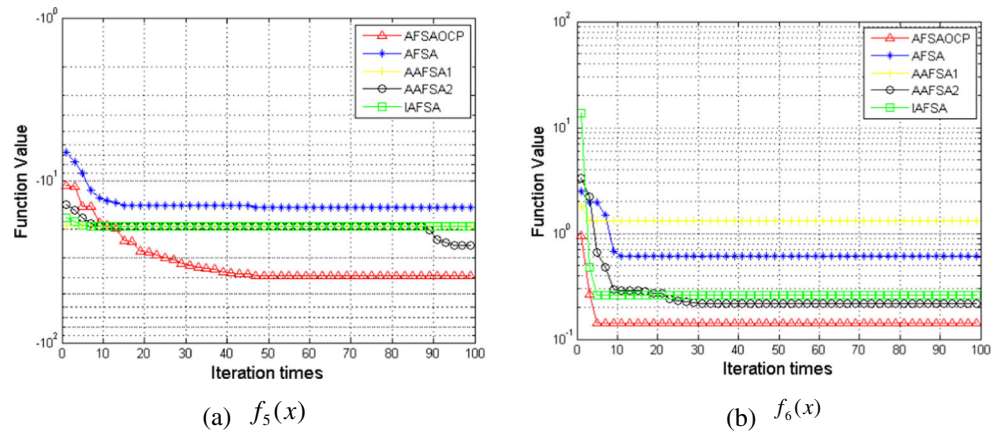 -10^0
-10^1
-10^2
Function Value
0 10 20 30 40 50 60 70 80 90 100
Iteration times
AFSAOCP
AFSA
AAFSA1
AAFSA2
IAFSA
(a) f_5(x)
10^2
10^1
10^0
10^-1
Function Value
0 10 20 30 40 50 60 70 80 90 100
Iteration times
AFSAOCP
AFSA
AAFSA1
AAFSA2
IAFSA
(b) f_6(x)